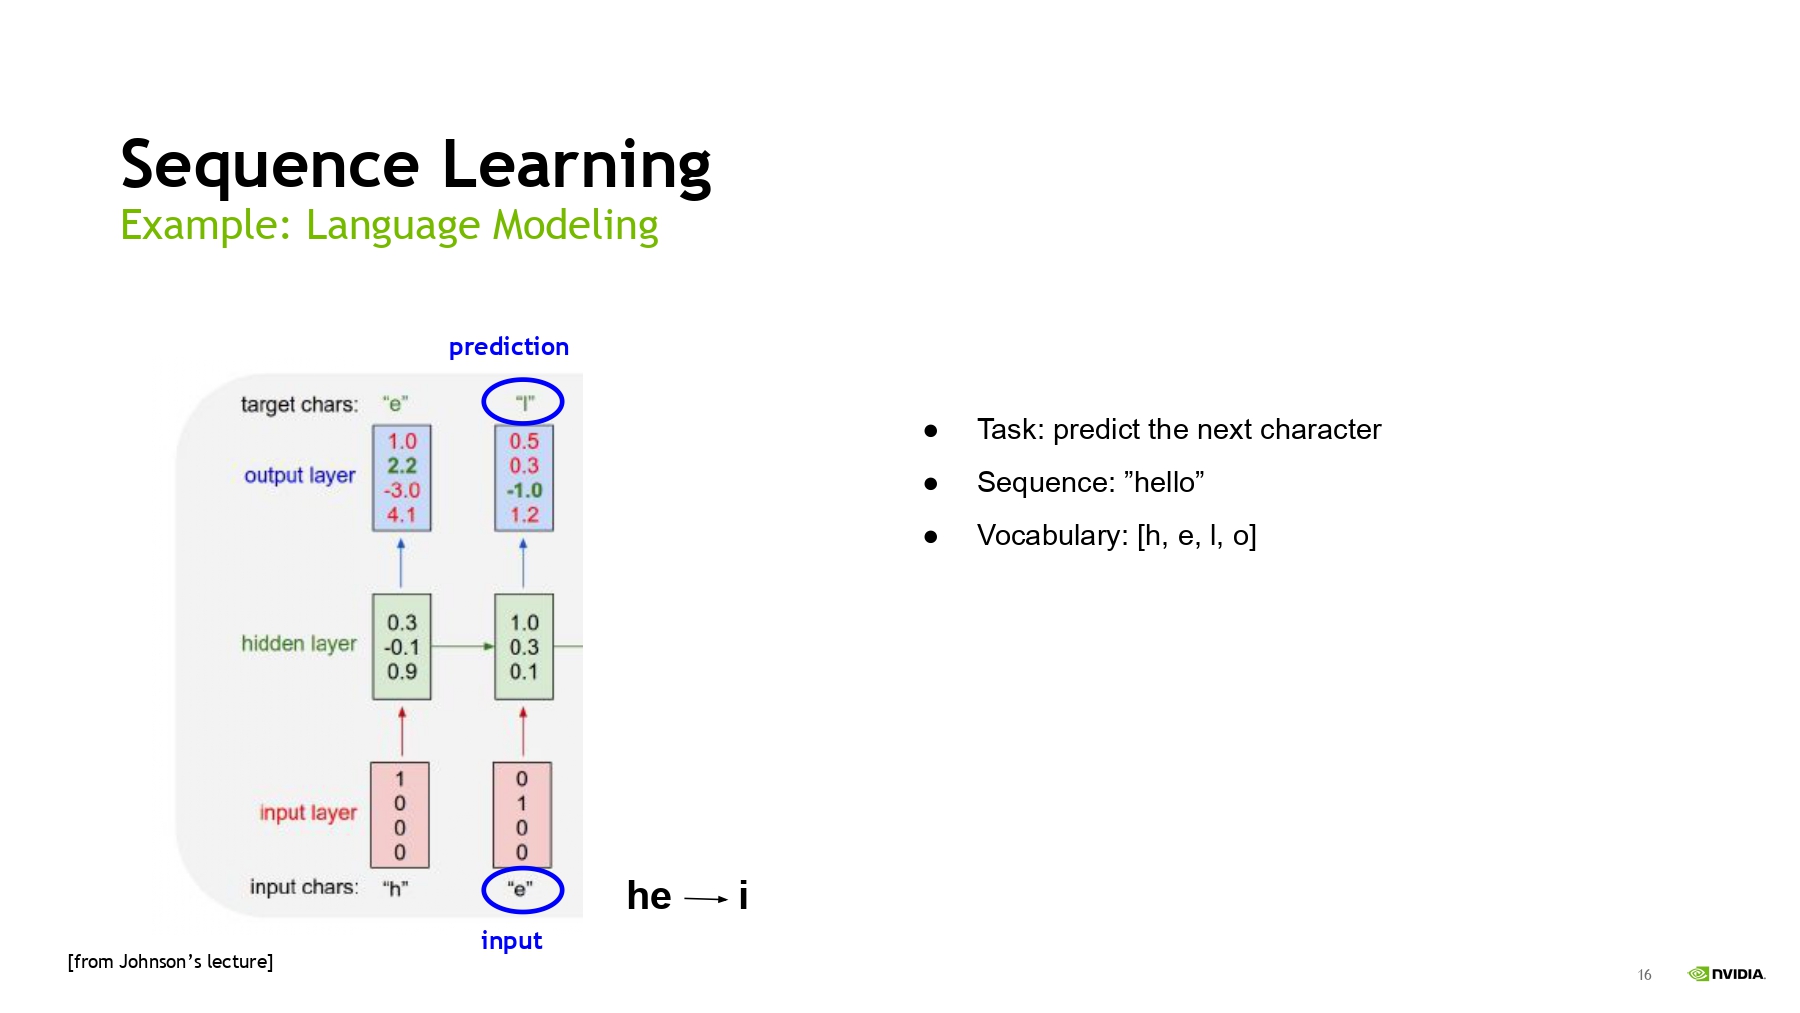 Sequence Learning
Example: Language Modeling
prediction
target chars: “e” “l”
output layer
1.0 0.5
2.2 0.3
-3.0 -1.0
4.1 1.2
hidden layer
0.3 1.0
-0.1 0.3
0.9 0.1
input layer
1 0
0 1
0 0
0 0
input chars: “h” “e”
input
he i
● Task: predict the next character
● Sequence: ”hello”
● Vocabulary: [h, e, l, o]
[from Johnson’s lecture]
16
NVIDIA.